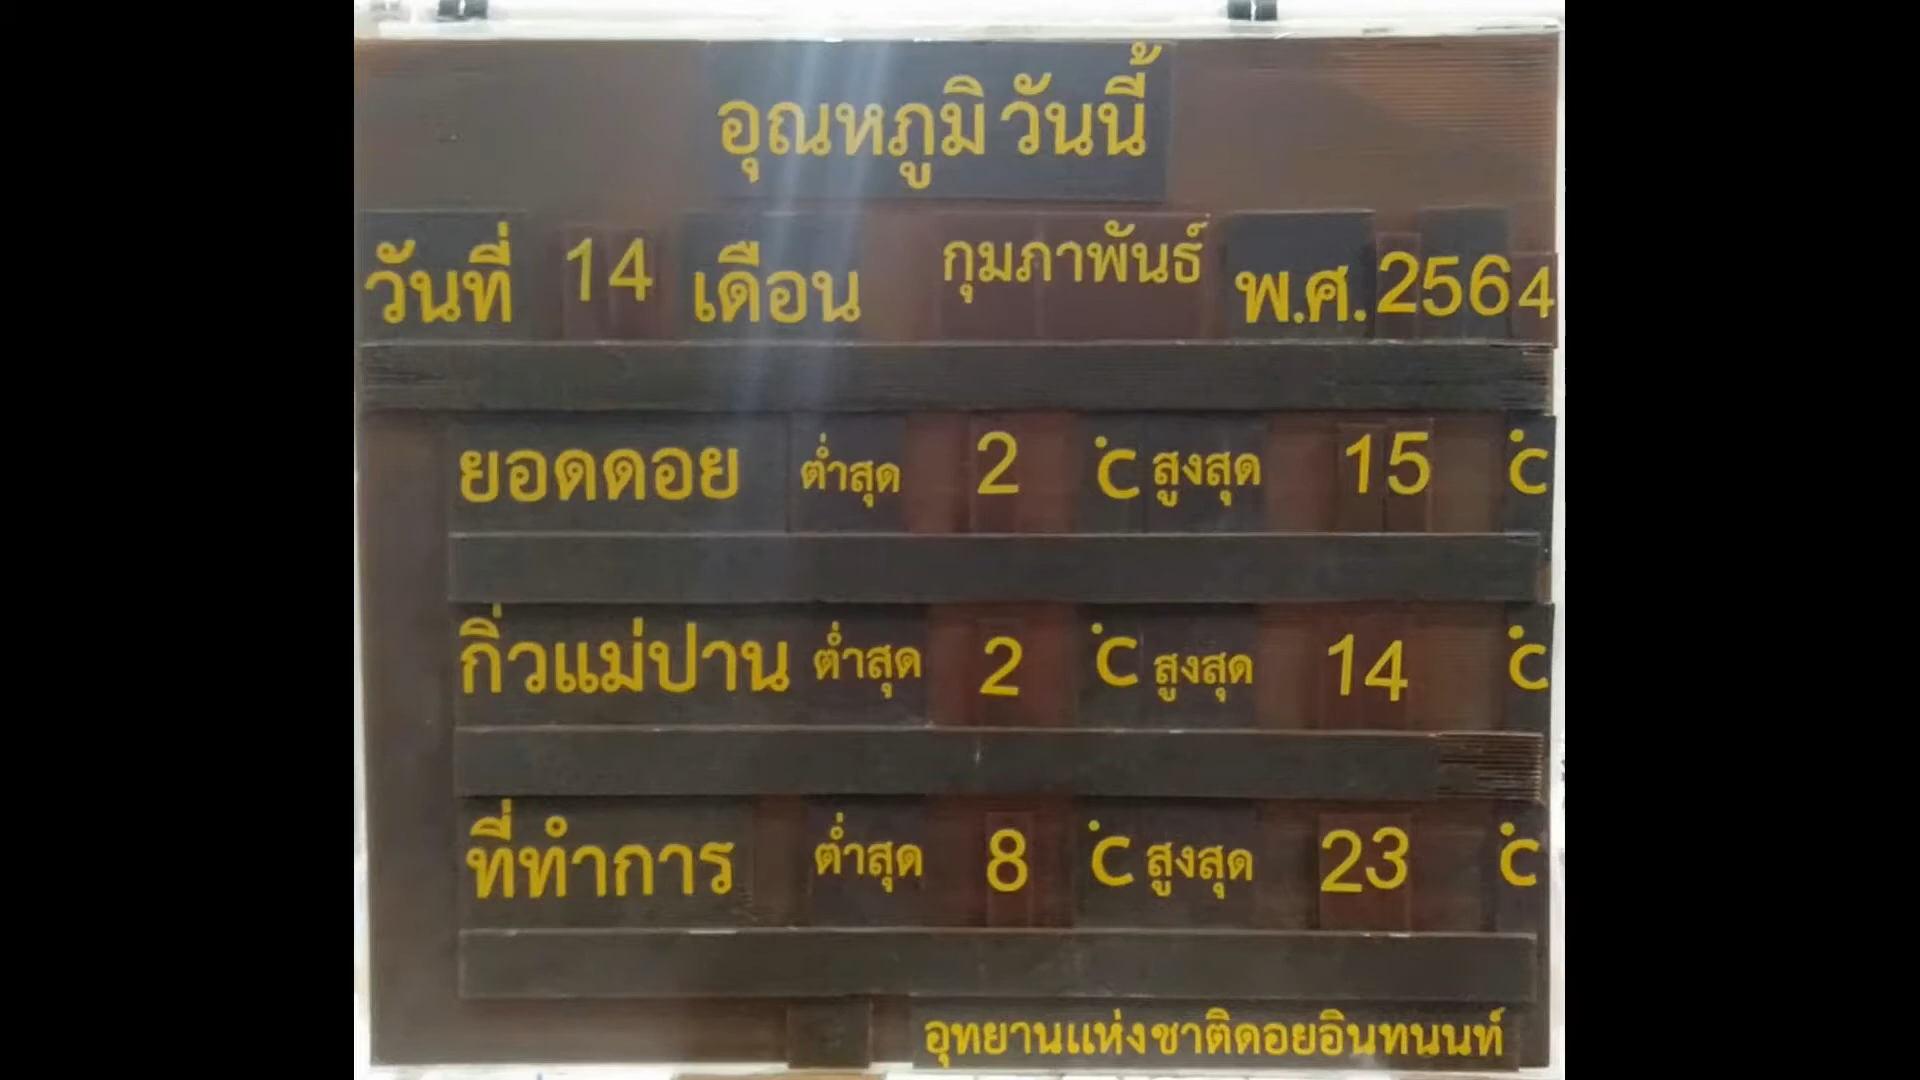 อุณหภูมิ วันนี้
วันที่ 14 เดือน กุมภาพันธ์ พ.ศ. 2564
ยอดดอย ต่ำสุด 2 °C สูงสุด 15 °C
กิ่วแม่ปาน ต่ำสุด 2 °C สูงสุด 14 °C
ที่ทำการ ต่ำสุด 8 °C สูงสุด 23 °C
อุทยานแห่งชาติดอยอินทนนท์